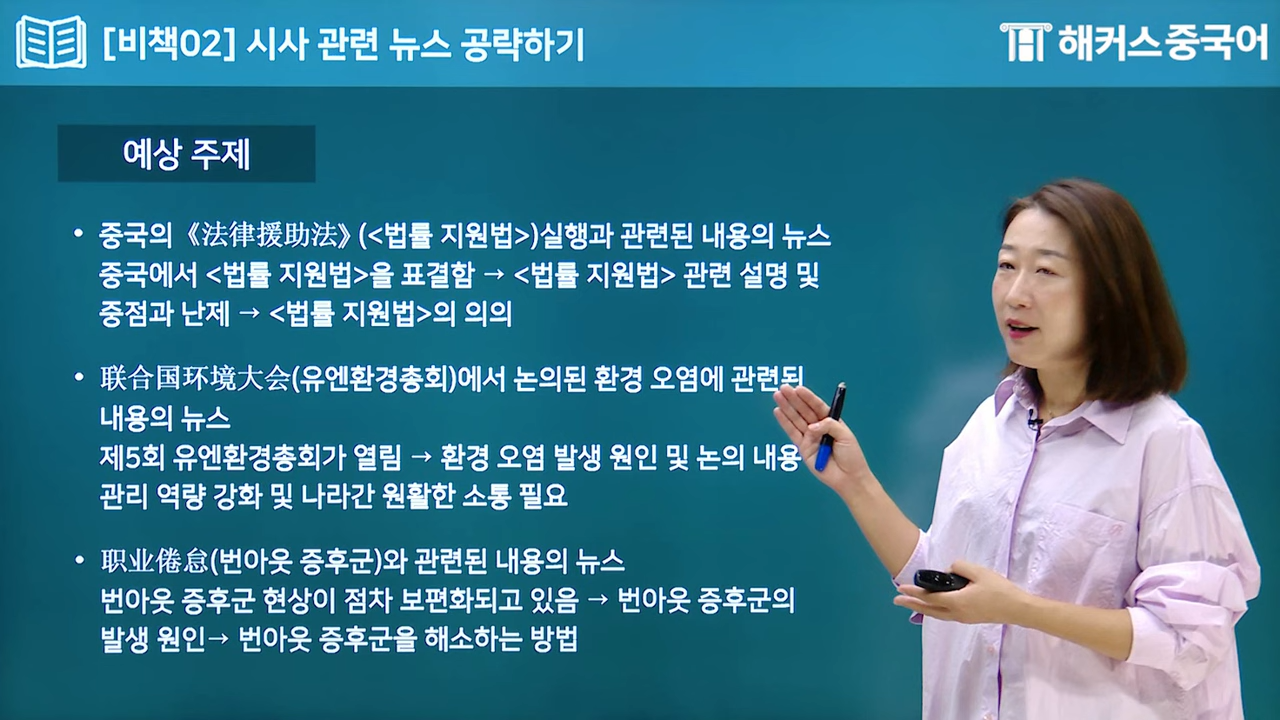 [비책02] 시사 관련 뉴스 공략하기
해커스중국어
예상 주제
• 중국의 《法律援助法》(<법률 지원법>)실행과 관련된 내용의 뉴스
중국에서 <법률 지원법>을 표결함 → <법률 지원법> 관련 설명 및
중점과 난제 → <법률 지원법>의 의의
• 联合国环境大会(유엔환경총회)에서 논의된 환경 오염에 관련된
내용의 뉴스
제5회 유엔환경총회가 열림 → 환경 오염 발생 원인 및 논의 내용
관리 역량 강화 및 나라간 원활한 소통 필요
• 职业倦怠(번아웃 증후군)와 관련된 내용의 뉴스
번아웃 증후군 현상이 점차 보편화되고 있음 → 번아웃 증후군의
발생 원인→ 번아웃 증후군을 해소하는 방법